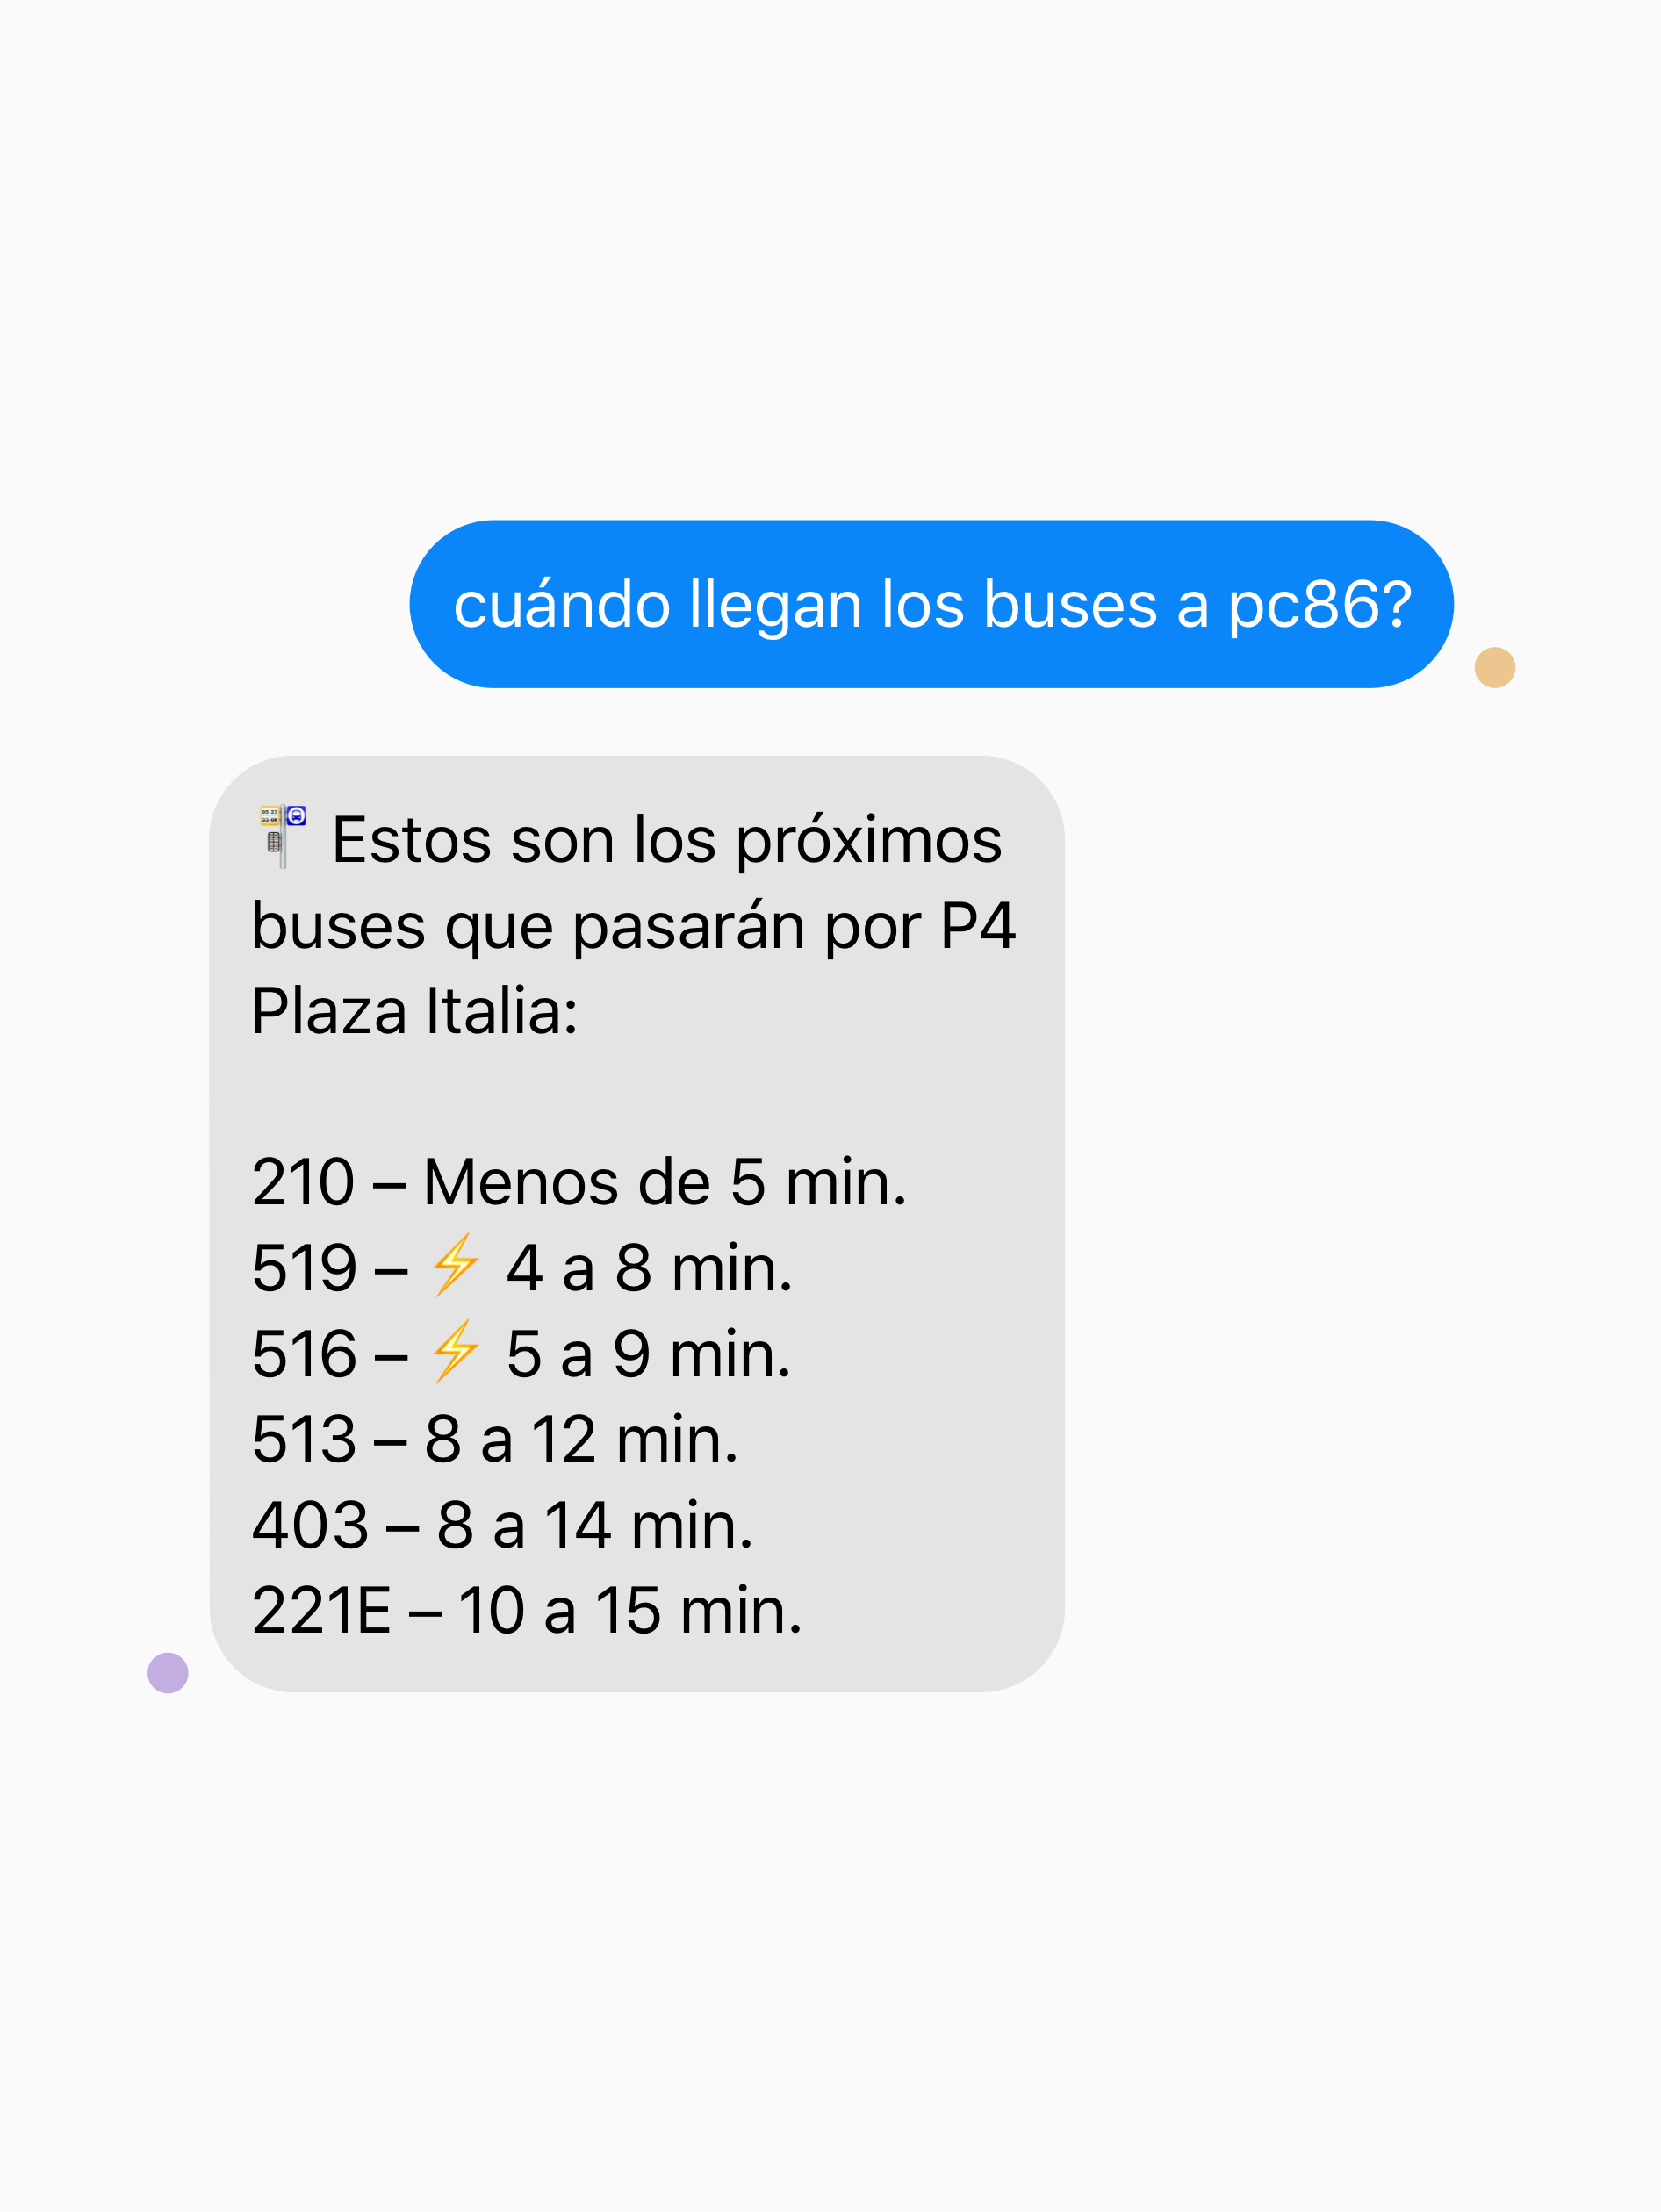 cuándo llegan los buses a pc86?
🚏 Estos son los próximos
buses que pasarán por P4
Plaza Italia:
210 – Menos de 5 min.
519 – ⚡ 4 a 8 min.
516 – ⚡ 5 a 9 min.
513 – 8 a 12 min.
403 – 8 a 14 min.
221E – 10 a 15 min.